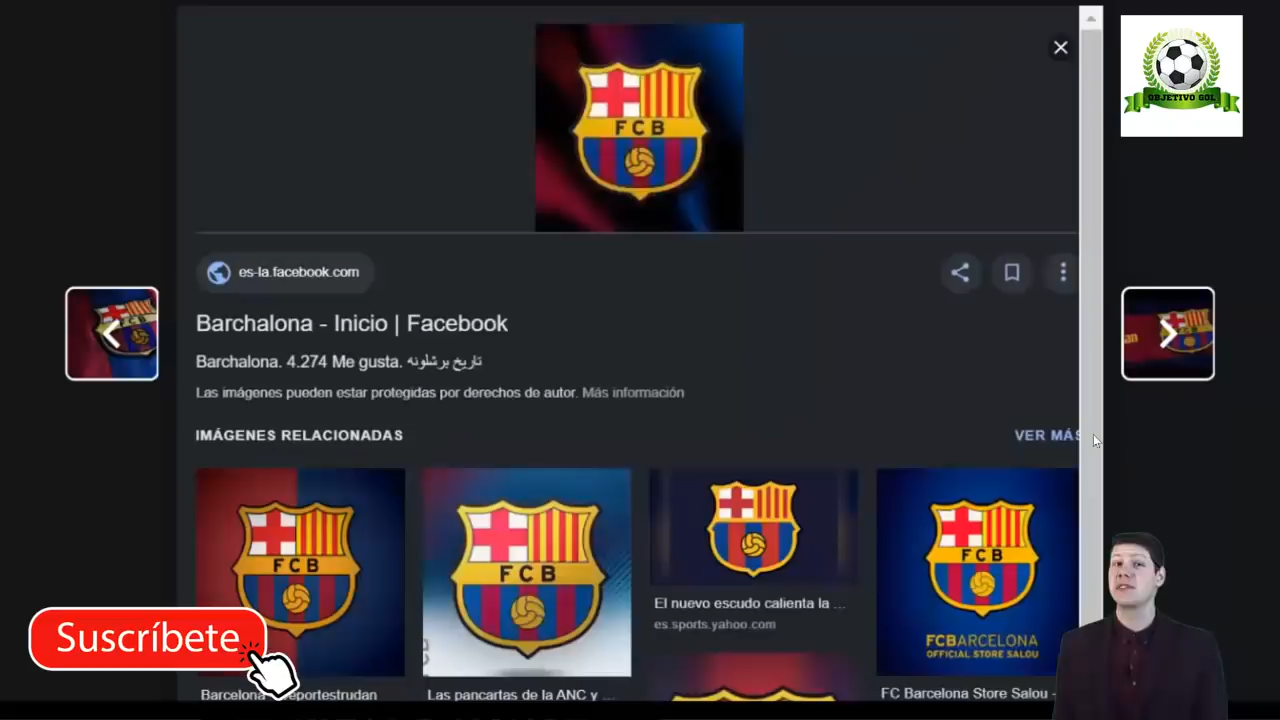 OBJETIVO GOL
FCB
es-la.facebook.com
Barchalona - Inicio | Facebook
Barchalona. 4.274 Me gusta. تاريخ برشلونه
Las imágenes pueden estar protegidas por derechos de autor. Más información
IMÁGENES RELACIONADAS
VER MÁS
FCB
FCB
FCB
El nuevo escudo calienta la ...
es.sports.yahoo.com
FCBARCELONA
OFFICIAL STORE SALOU
Suscríbete
Barcelona
eportestrudan
Las pancartas de la ANC y ...
FC Barcelona Store Salou -